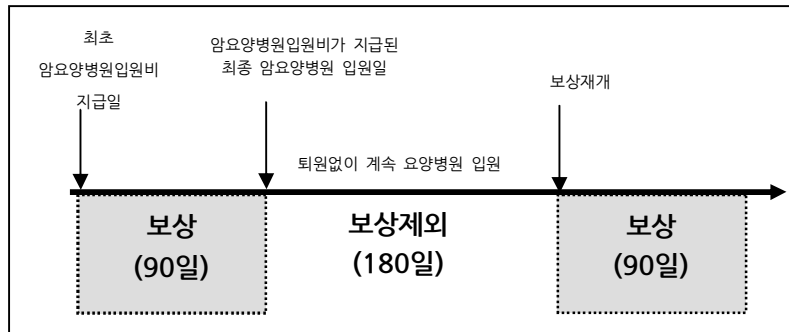 최초
암요양병원입원비
지급일
암요양병원입원비가 지급된
최종 암요양병원 입원일
보상재개
퇴원없이 계속 요양병원 입원
보상
(90일)
보상제외
(180일)
보상
(90일)